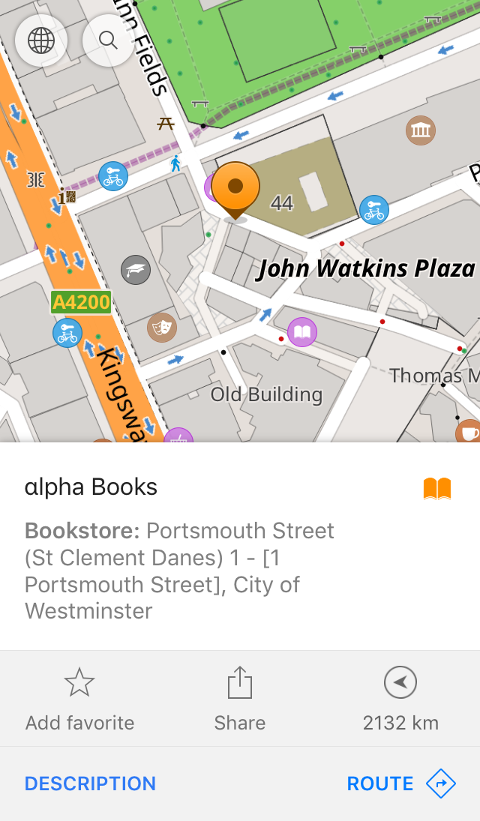 nn Fields
44
P
1
John Watkins Plaza
A4200
Kingswa
Old Building
Thomas M
αlpha Books
Bookstore: Portsmouth Street
(St Clement Danes) 1 - [1
Portsmouth Street], City of
Westminster
Add favorite
Share
2132 km
DESCRIPTION
ROUTE